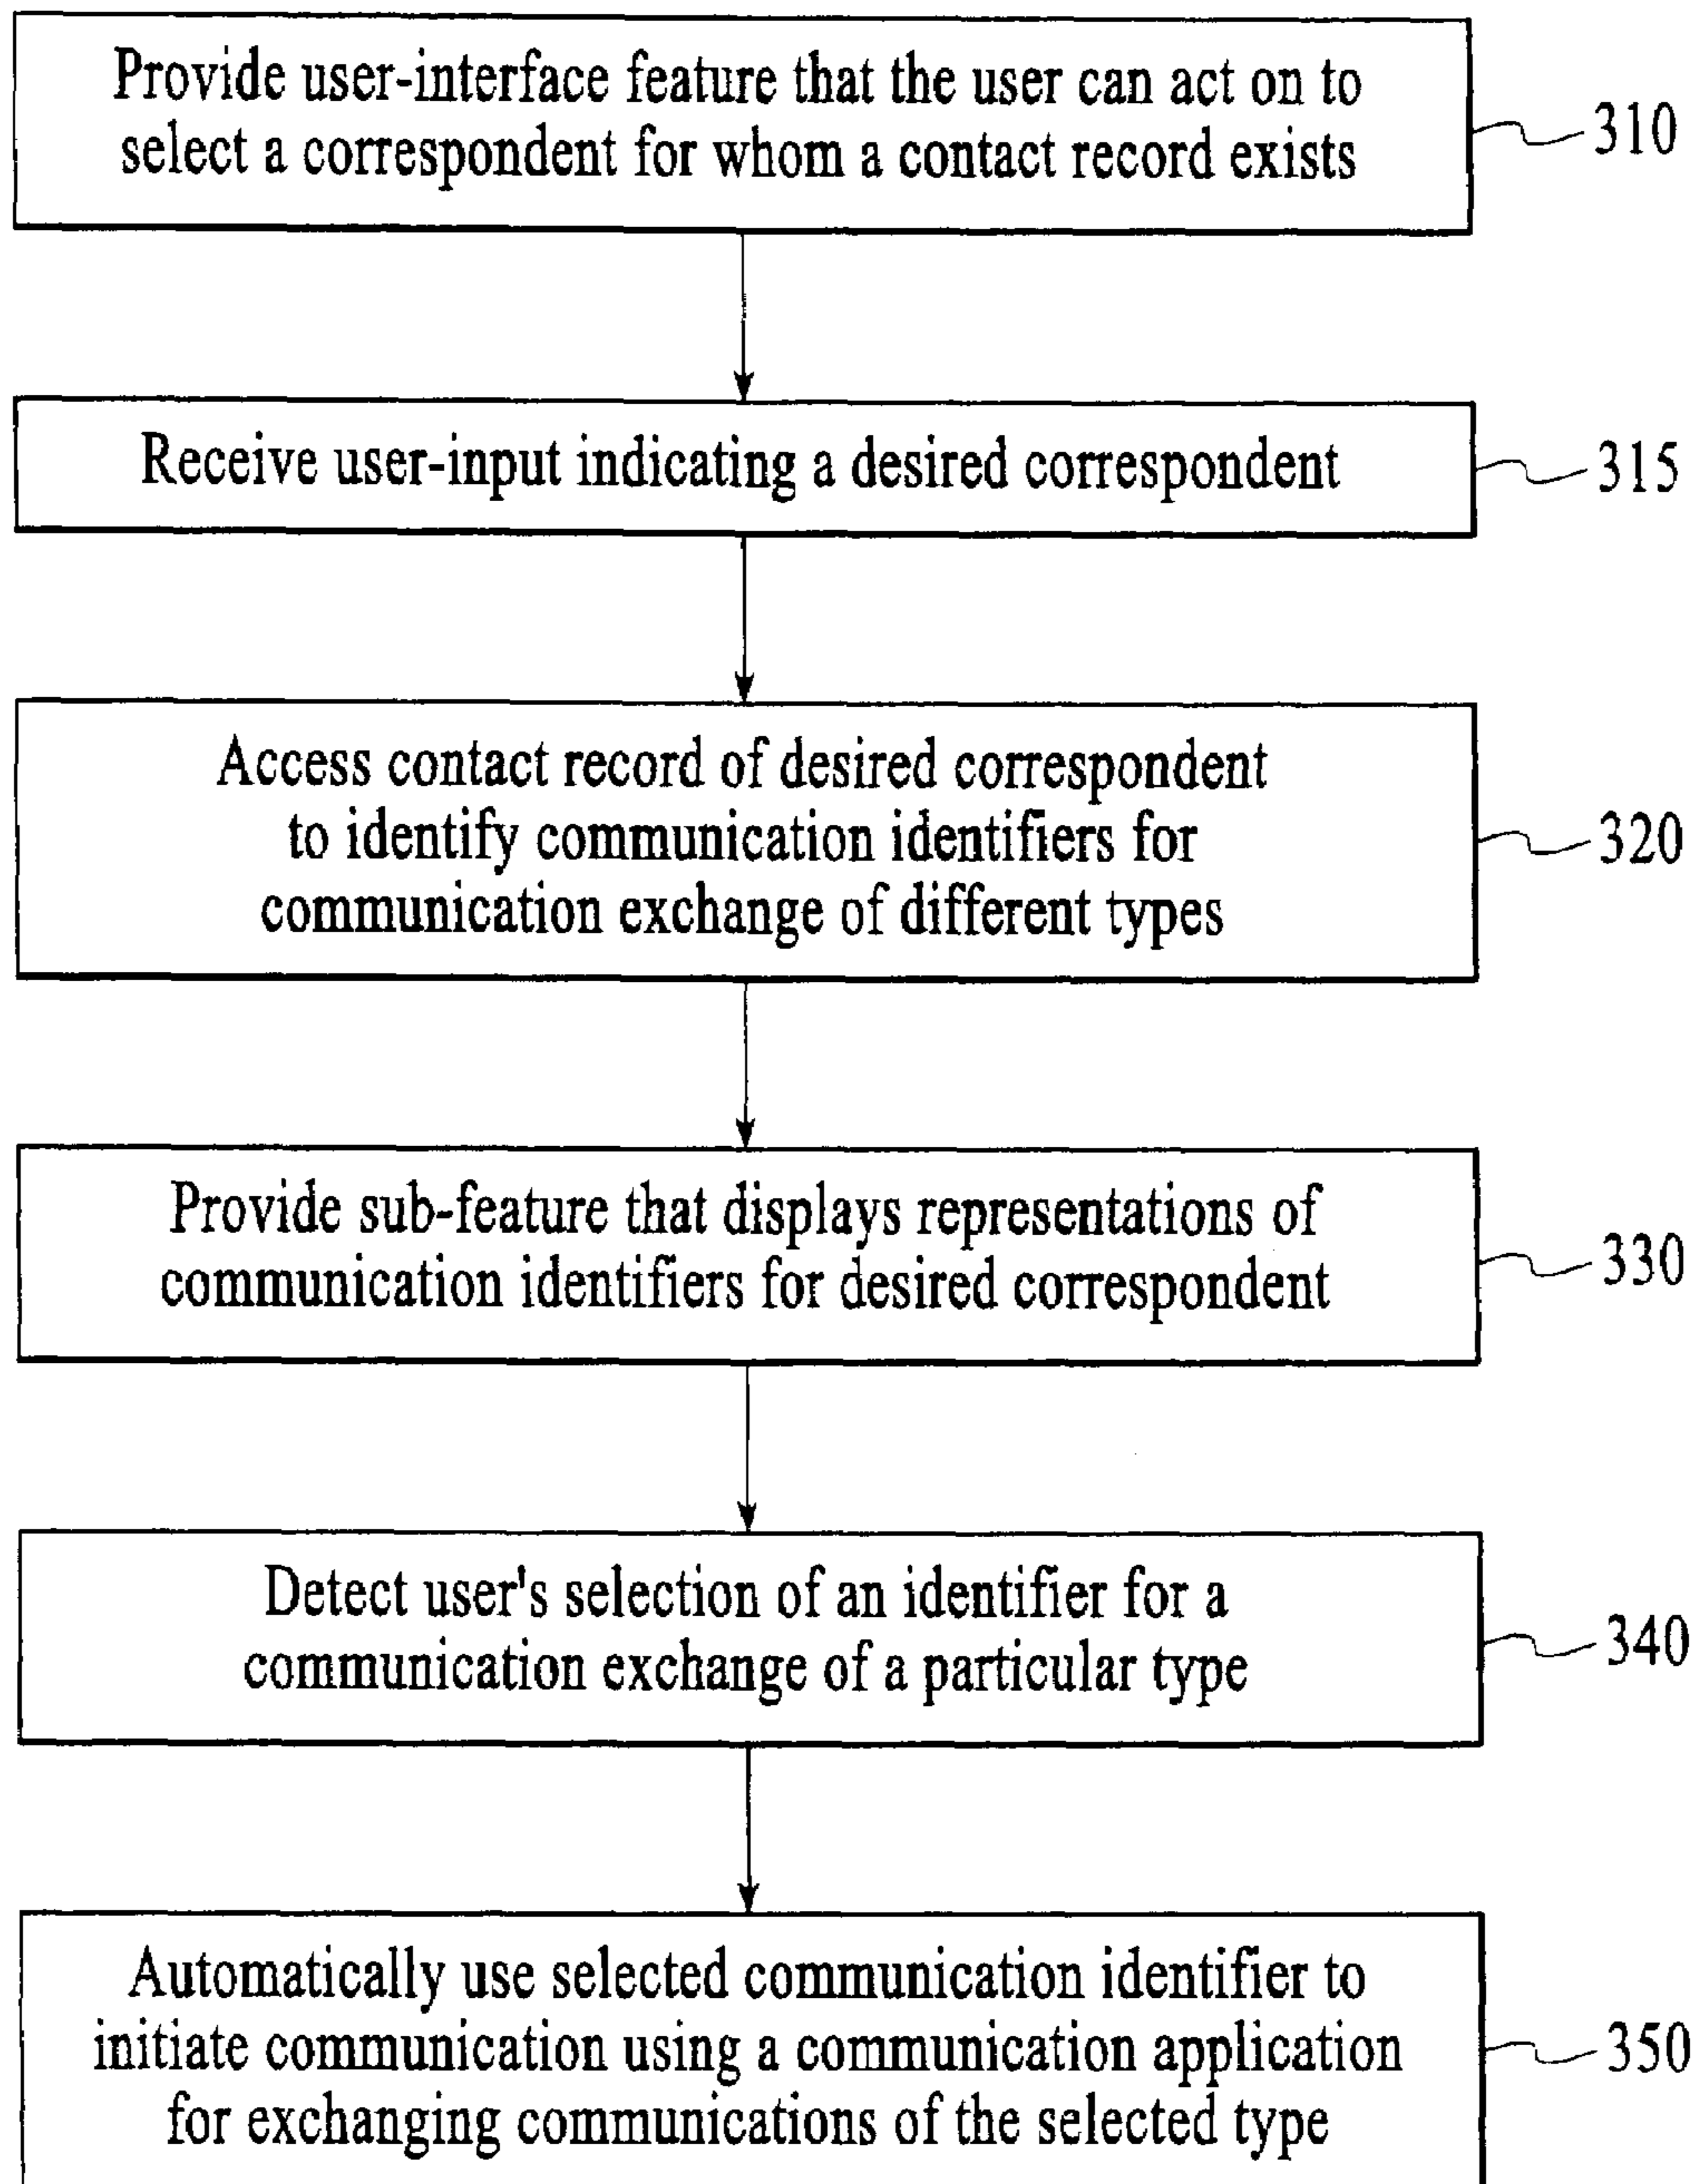 Provide user-interface feature that the user can act on to
select a correspondent for whom a contact record exists
310
Receive user-input indicating a desired correspondent
315
Access contact record of desired correspondent
to identify communication identifiers for
communication exchange of different types
320
Provide sub-feature that displays representations of
communication identifiers for desired correspondent
330
Detect user's selection of an identifier for a
communication exchange of a particular type
340
Automatically use selected communication identifier to
initiate communication using a communication application
for exchanging communications of the selected type
350